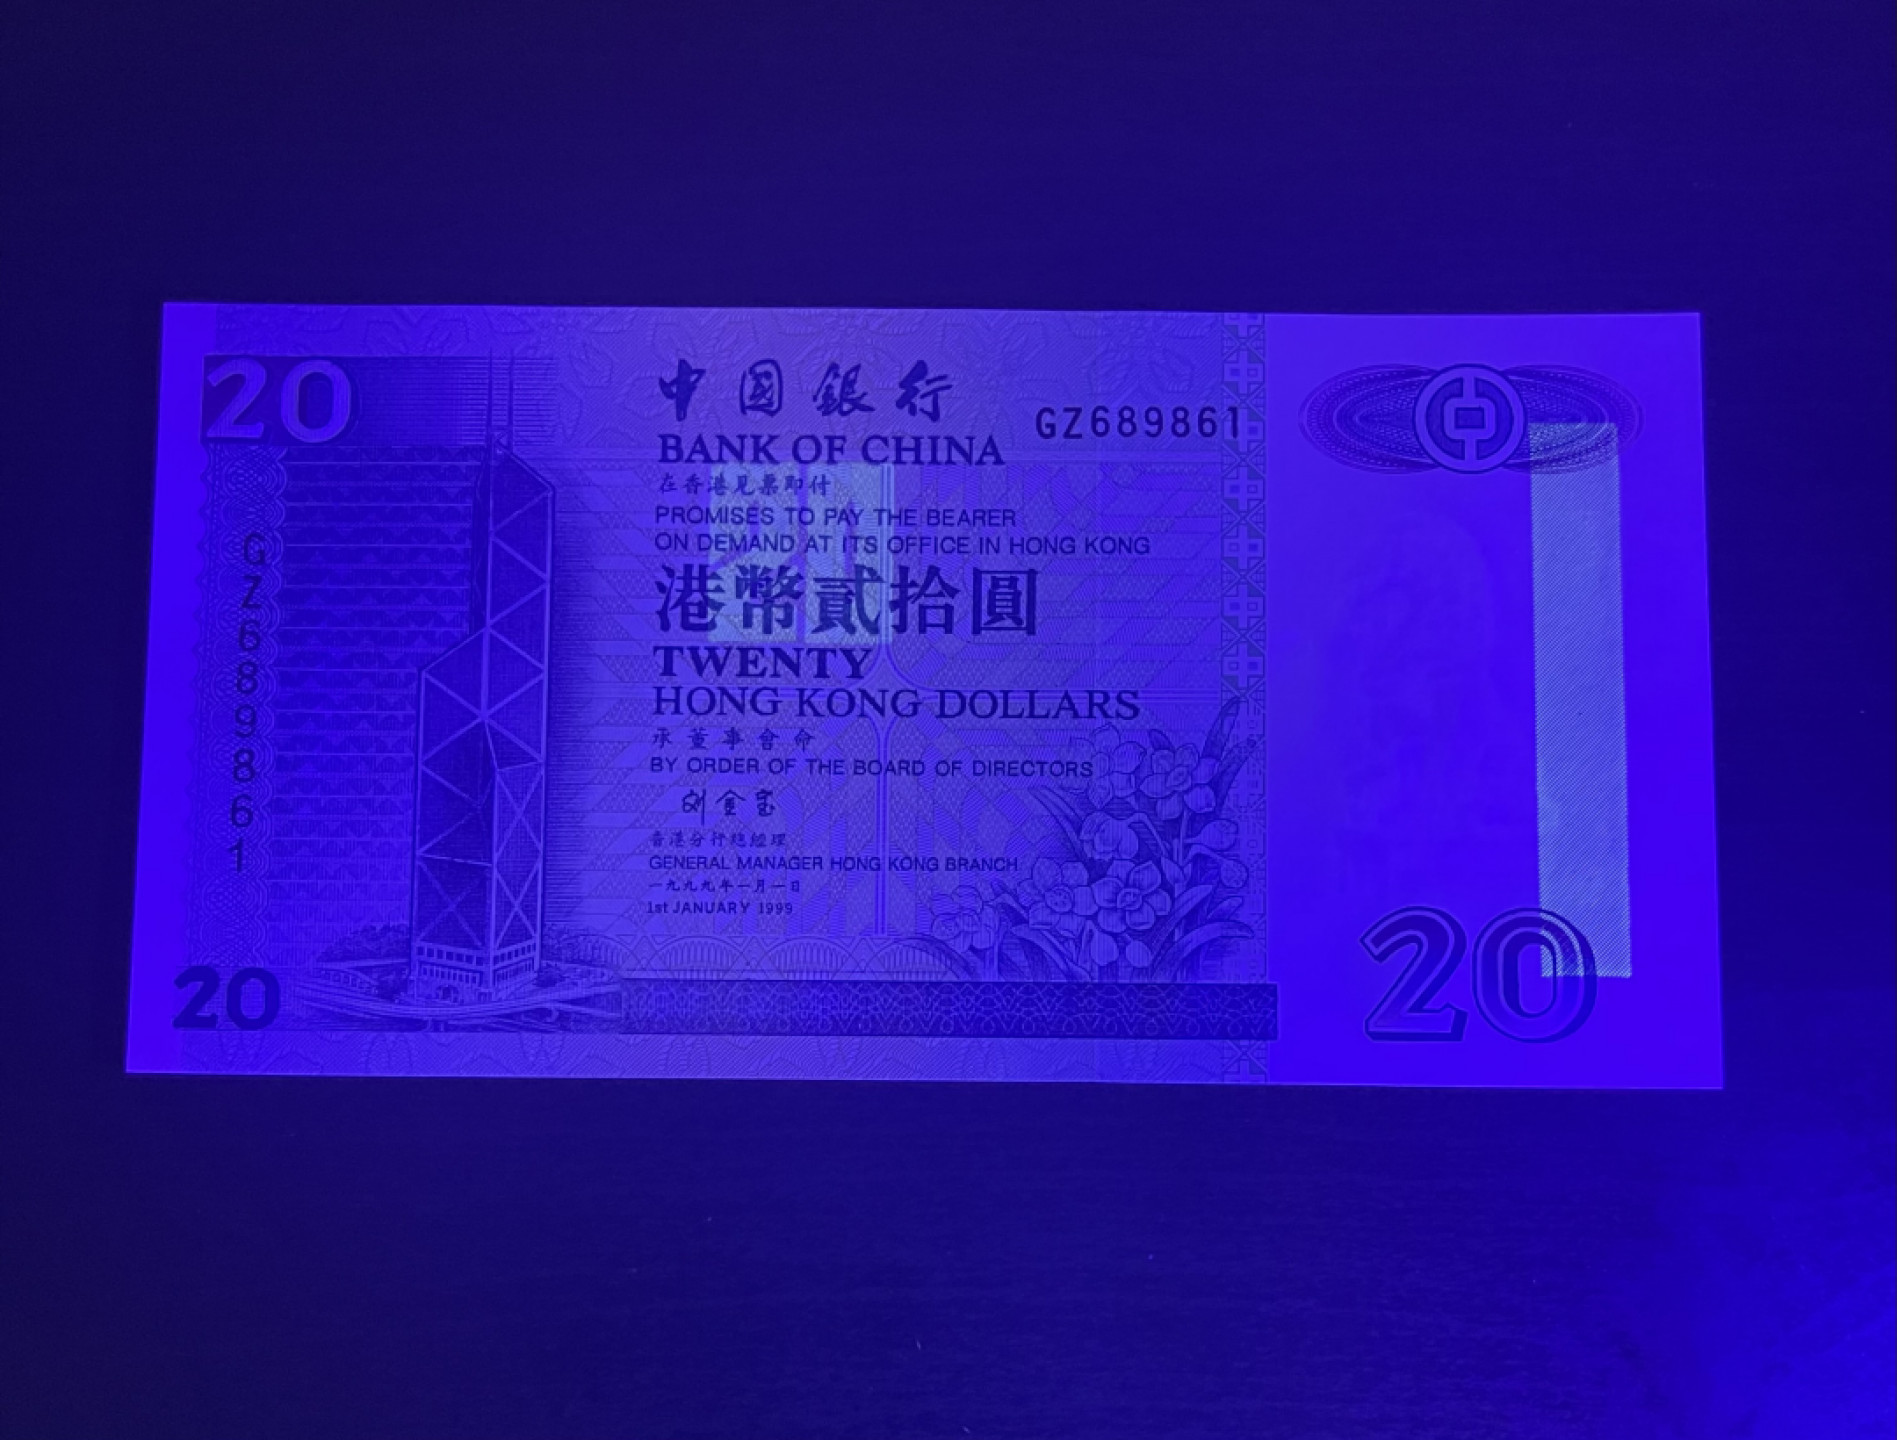 20
中國銀行
GZ689861
BANK OF CHINA
在香港見票即付
PROMISES TO PAY THE BEARER
ON DEMAND AT ITS OFFICE IN HONG KONG
港幣貳拾圓
TWENTY
HONG KONG DOLLARS
承董事會命
BY ORDER OF THE BOARD OF DIRECTORS
香港分行總經理
GENERAL MANAGER HONG KONG BRANCH
一九九九年一月一日
1st JANUARY 1999
GZ689861
20
20